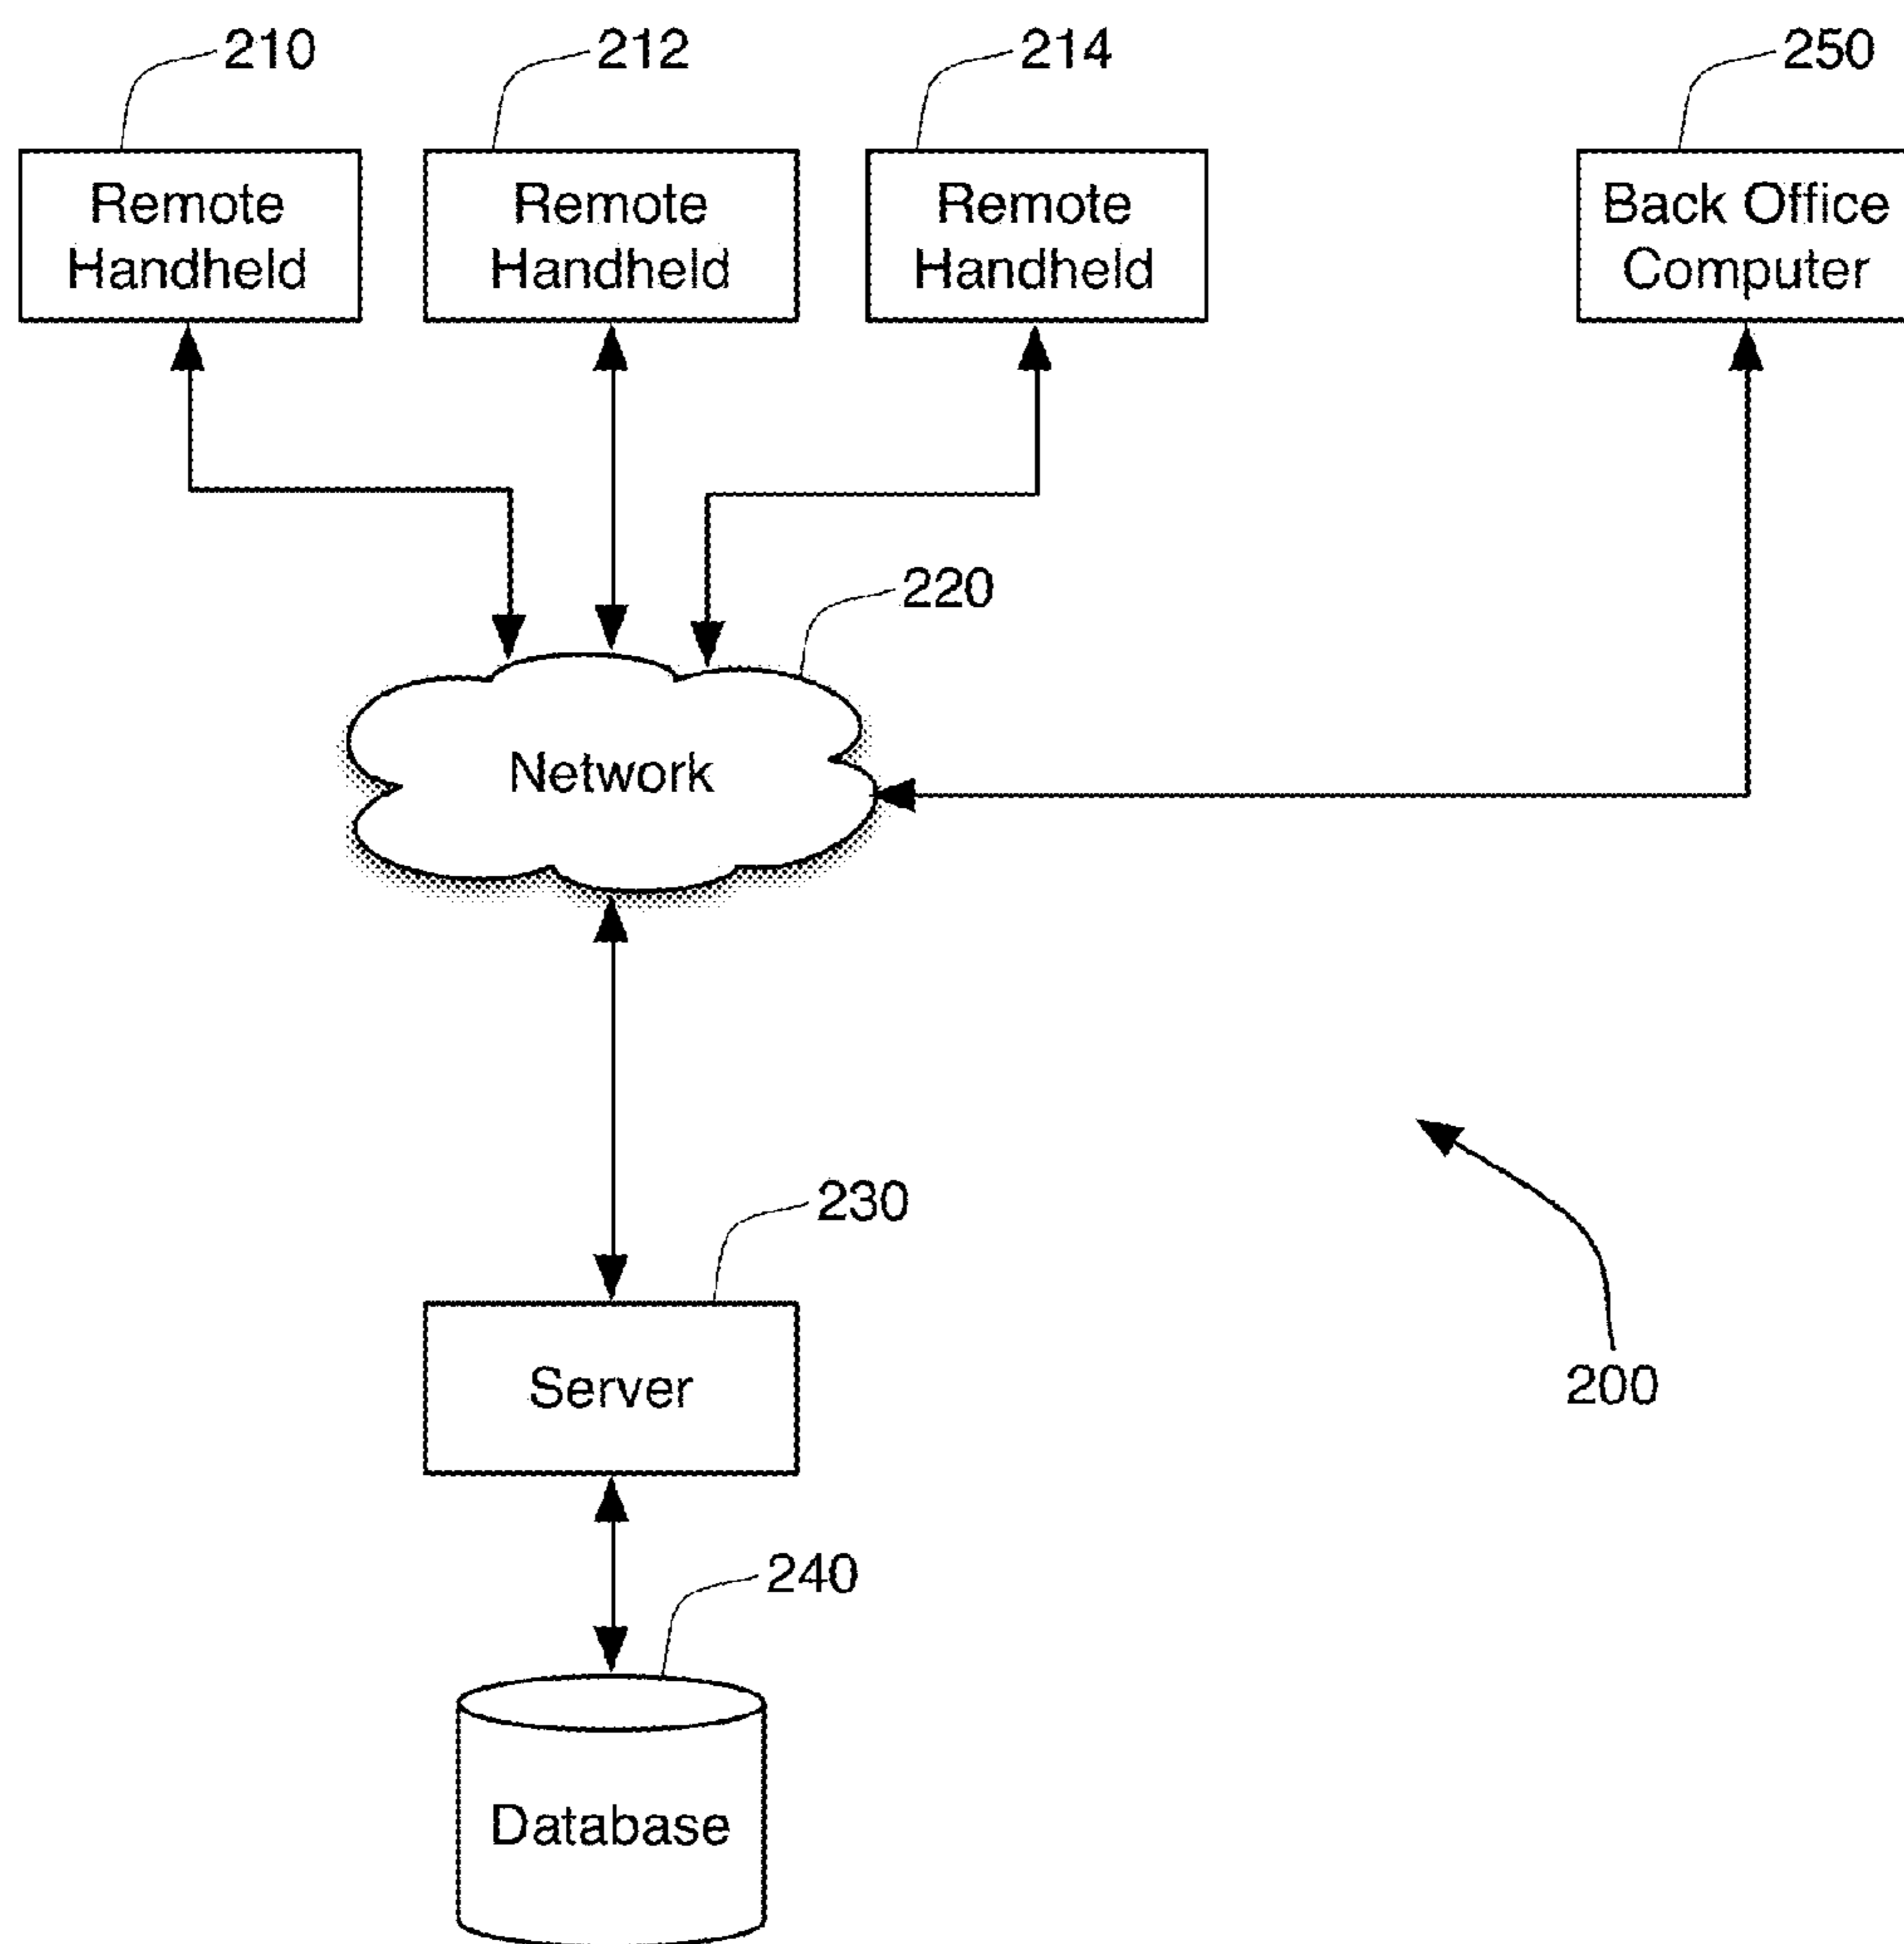 210
212
214
250
Remote
Handheld
Remote
Handheld
Remote
Handheld
Back Office
Computer
220
Network
230
Server
200
240
Database